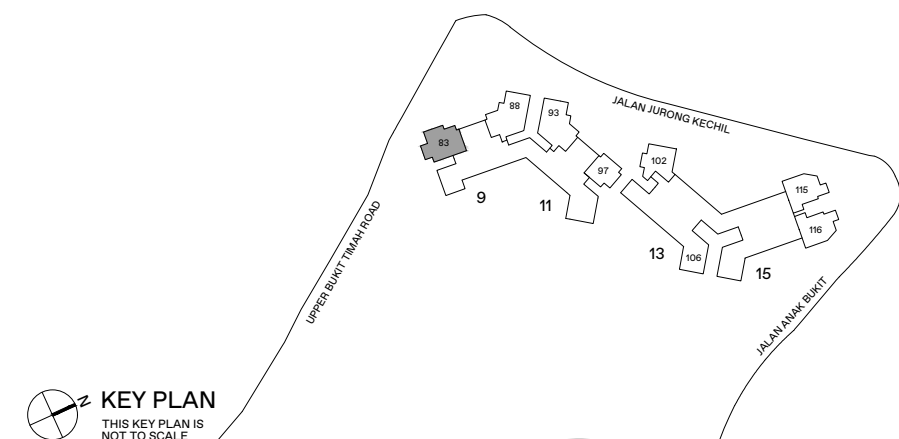 JALAN JURONG KECHIL
88
93
83
102
97
115
9
11
116
13
106
15
UPPER BUKIT TIMAH ROAD
JALAN ANAK BUKIT
N
KEY PLAN
THIS KEY PLAN IS
NOT TO SCALE